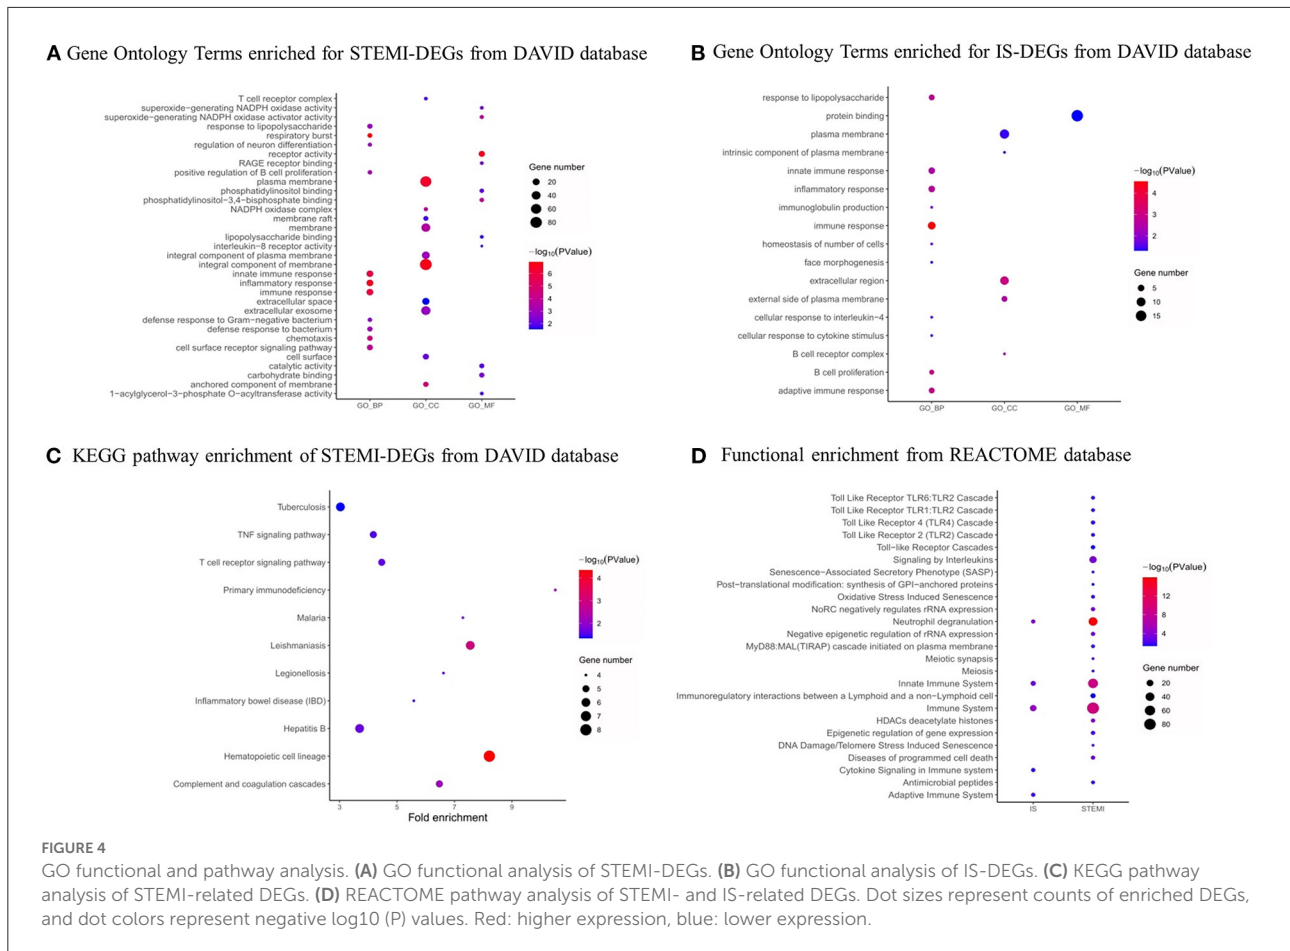 A Gene Ontology Terms enriched for STEMI-DEGs from DAVID database
T cell receptor complex
superoxide−generating NADPH oxidase activity
superoxide−generating NADPH oxidase activator activity
response to lipopolysaccharide
respiratory burst
regulation of neuron differentiation
receptor activity
RAGE receptor binding
positive regulation of B cell proliferation
plasma membrane
phosphatidylinositol binding
phosphatidylinositol−3,4−bisphosphate binding
NADPH oxidase complex
membrane raft
membrane
lipopolysaccharide binding
interleukin−8 receptor activity
integral component of plasma membrane
integral component of membrane
innate immune response
inflammatory response
immune response
extracellular space
extracellular exosome
defense response to Gram−negative bacterium
defense response to bacterium
chemotaxis
cell surface receptor signaling pathway
cell surface
catalytic activity
carbohydrate binding
anchored component of membrane
1−acylglycerol−3−phosphate O−acyltransferase activity
GO_BP GO_CC GO_MF
Gene number
20
40
60
80
−log10(PValue)
6
5
4
3
2
B Gene Ontology Terms enriched for IS-DEGs from DAVID database
response to lipopolysaccharide
protein binding
plasma membrane
intrinsic component of plasma membrane
innate immune response
inflammatory response
immunoglobulin production
immune response
homeostasis of number of cells
face morphogenesis
extracellular region
external side of plasma membrane
cellular response to interleukin−4
cellular response to cytokine stimulus
B cell receptor complex
B cell proliferation
adaptive immune response
GO_BP GO_CC GO_MF
−log10(PValue)
4
3
2
Gene number
5
10
15
C KEGG pathway enrichment of STEMI-DEGs from DAVID database
Tuberculosis
TNF signaling pathway
T cell receptor signaling pathway
Primary immunodeficiency
Malaria
Leishmaniasis
Legionellosis
Inflammatory bowel disease (IBD)
Hepatitis B
Hematopoietic cell lineage
Complement and coagulation cascades
3 5 7 9
Fold enrichment
−log10(PValue)
4
3
2
Gene number
4
5
6
7
8
D Functional enrichment from REACTOME database
Toll Like Receptor TLR6:TLR2 Cascade
Toll Like Receptor TLR1:TLR2 Cascade
Toll Like Receptor 4 (TLR4) Cascade
Toll Like Receptor 2 (TLR2) Cascade
Toll−like Receptor Cascades
Signaling by Interleukins
Senescence−Associated Secretory Phenotype (SASP)
Post−translational modification: synthesis of GPI−anchored proteins
Oxidative Stress Induced Senescence
NoRC negatively regulates rRNA expression
Neutrophil degranulation
Negative epigenetic regulation of rRNA expression
MyD88:MAL(TIRAP) cascade initiated on plasma membrane
Meiotic synapsis
Meiosis
Innate Immune System
Immunoregulatory interactions between a Lymphoid and a non−Lymphoid cell
Immune System
HDACs deacetylate histones
Epigenetic regulation of gene expression
DNA Damage/Telomere Stress Induced Senescence
Diseases of programmed cell death
Cytokine Signaling in Immune system
Antimicrobial peptides
Adaptive Immune System
IS STEMI
−log10(PValue)
12
8
4
Gene number
20
40
60
80
FIGURE 4
GO functional and pathway analysis. (A) GO functional analysis of STEMI-DEGs. (B) GO functional analysis of IS-DEGs. (C) KEGG pathway
analysis of STEMI-related DEGs. (D) REACTOME pathway analysis of STEMI- and IS-related DEGs. Dot sizes represent counts of enriched DEGs,
and dot colors represent negative log10 (P) values. Red: higher expression, blue: lower expression.